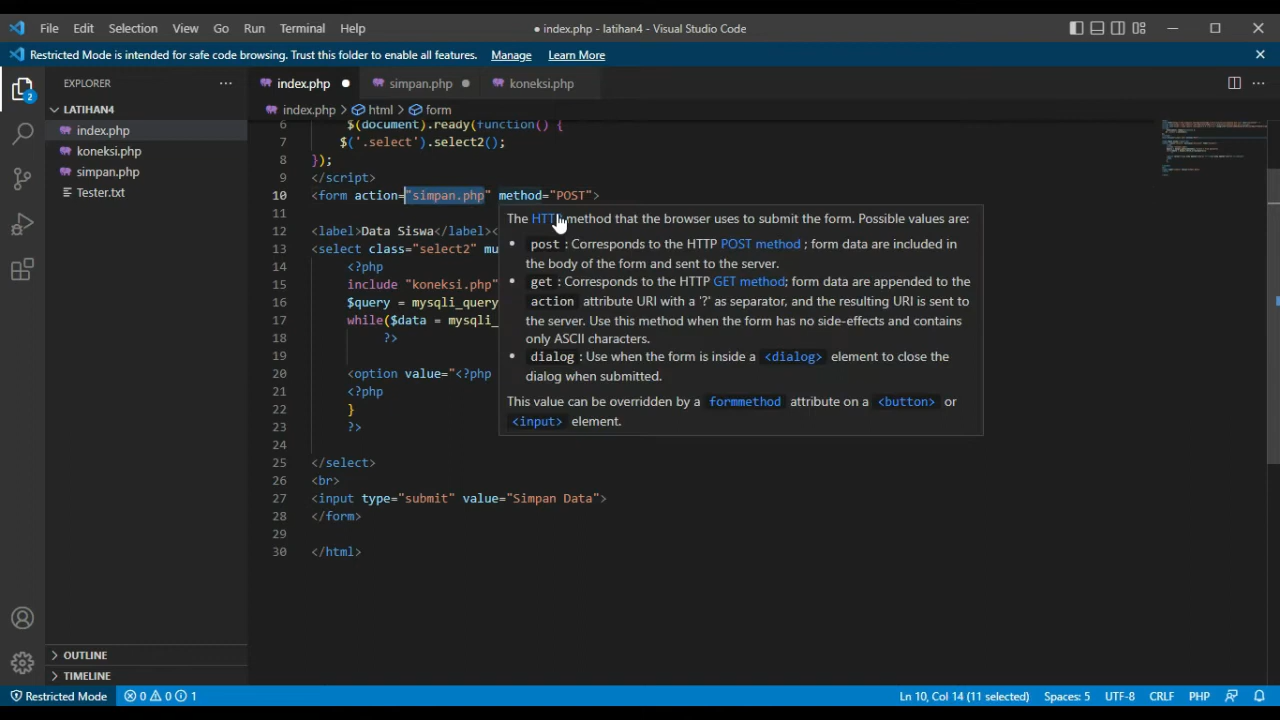 File Edit Selection View Go Run Terminal Help
● index.php - latihan4 - Visual Studio Code
Restricted Mode is intended for safe code browsing. Trust this folder to enable all features. Manage Learn More
EXPLORER ···
index.php ● simpan.php ● koneksi.php
LATIHAN4
index.php > html > form
index.php
koneksi.php
simpan.php
Tester.txt
6 $(document).ready(function() {
7 $('.select').select2();
8 });
9 </script>
10 <form action="simpan.php" method="POST">
11
12 <label>Data Siswa</label><
13 <select class="select2" mu
14 <?php
15 include "koneksi.php"
16 $query = mysqli_query
17 while($data = mysqli_
18 ?>
19
20 <option value="<?php
21 <?php
22 }
23 ?>
24
25 </select>
26 <br>
27 <input type="submit" value="Simpan Data">
28 </form>
29
30 </html>
The HTTP method that the browser uses to submit the form. Possible values are:
• post : Corresponds to the HTTP POST method ; form data are included in
the body of the form and sent to the server.
• get : Corresponds to the HTTP GET method; form data are appended to the
action attribute URI with a '?' as separator, and the resulting URI is sent to
the server. Use this method when the form has no side-effects and contains
only ASCII characters.
• dialog : Use when the form is inside a <dialog> element to close the
dialog when submitted.
This value can be overridden by a formmethod attribute on a <button> or
<input> element.
2
OUTLINE
TIMELINE
Restricted Mode 0 0 1 Ln 10, Col 14 (11 selected) Spaces: 5 UTF-8 CRLF PHP